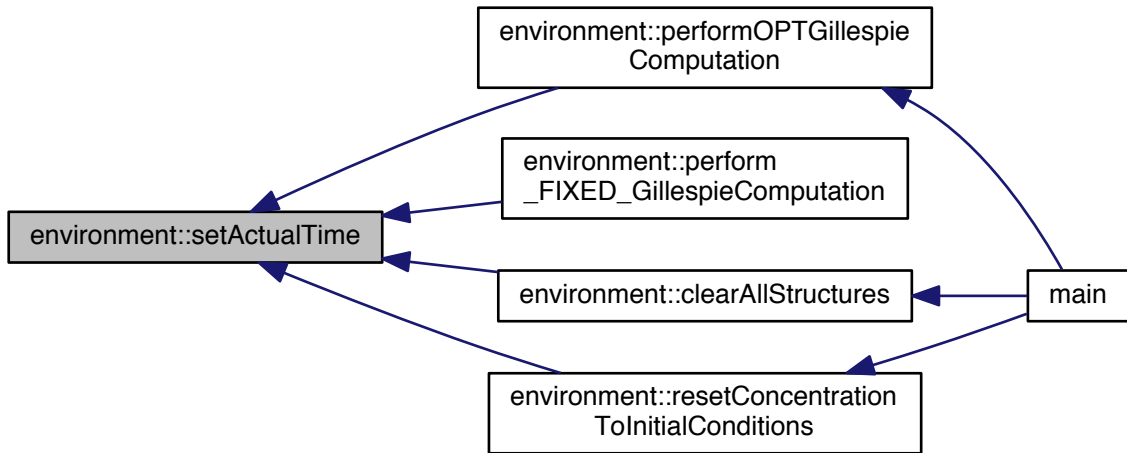 environment::performOPTGillespie
Computation
environment::perform
_FIXED_GillespieComputation
environment::setActualTime
environment::clearAllStructures
main
environment::resetConcentration
ToInitialConditions